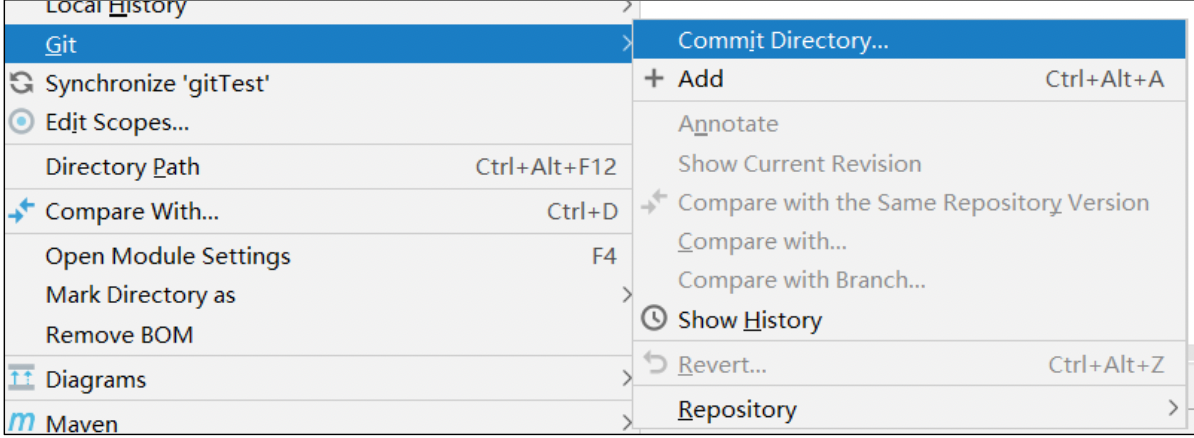 Local History
Git
Synchronize 'gitTest'
Edit Scopes...
Directory Path Ctrl+Alt+F12
Compare With... Ctrl+D
Open Module Settings F4
Mark Directory as
Remove BOM
Diagrams
Maven
Commit Directory...
Add Ctrl+Alt+A
Annotate
Show Current Revision
Compare with the Same Repository Version
Compare with...
Compare with Branch...
Show History
Revert... Ctrl+Alt+Z
Repository